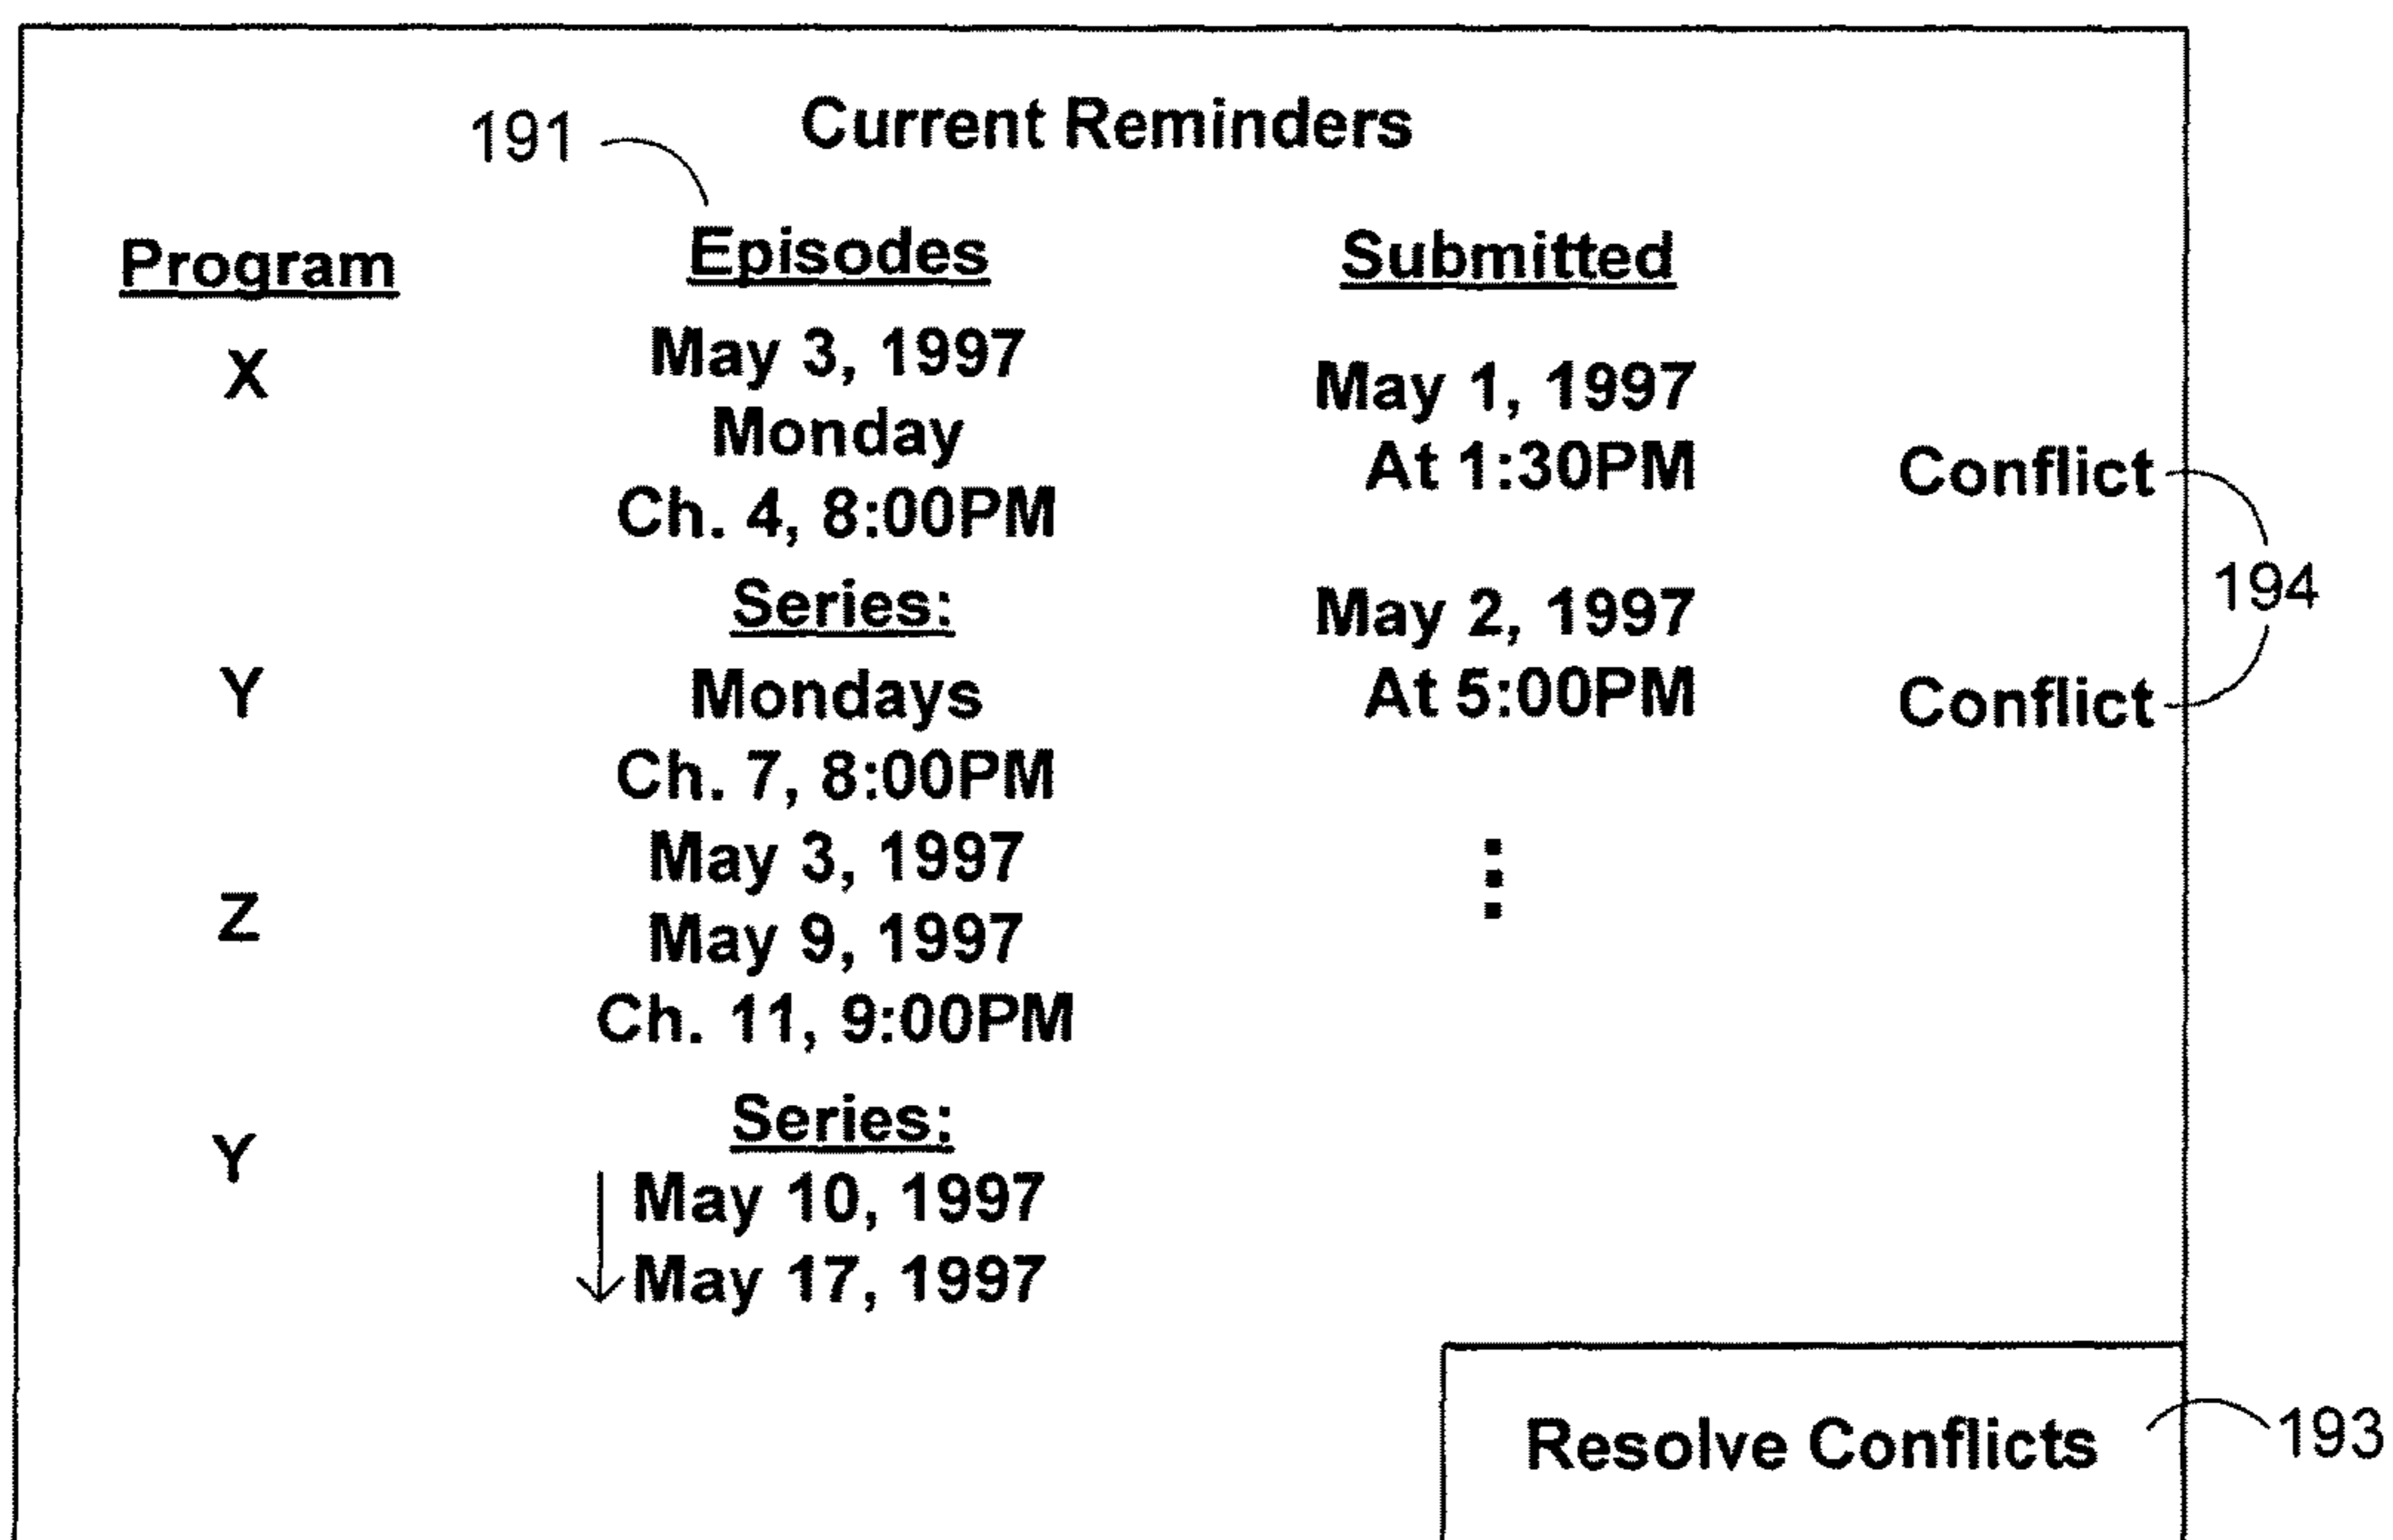 Current Reminders
191
Program Episodes Submitted
X May 3, 1997 May 1, 1997
Monday At 1:30PM Conflict
Ch. 4, 8:00PM
194
Series: May 2, 1997
Y Mondays At 5:00PM Conflict
Ch. 7, 8:00PM
May 3, 1997
Z May 9, 1997
Ch. 11, 9:00PM
Series:
Y May 10, 1997
May 17, 1997
Resolve Conflicts 193